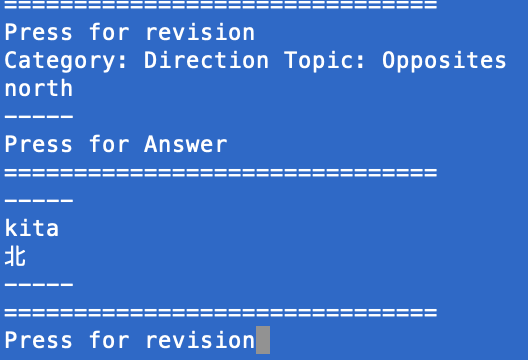 ===============================
Press for revision
Category: Direction Topic: Opposites
north
-----
Press for Answer
===============================
-----
kita
北
-----
===============================
Press for revision